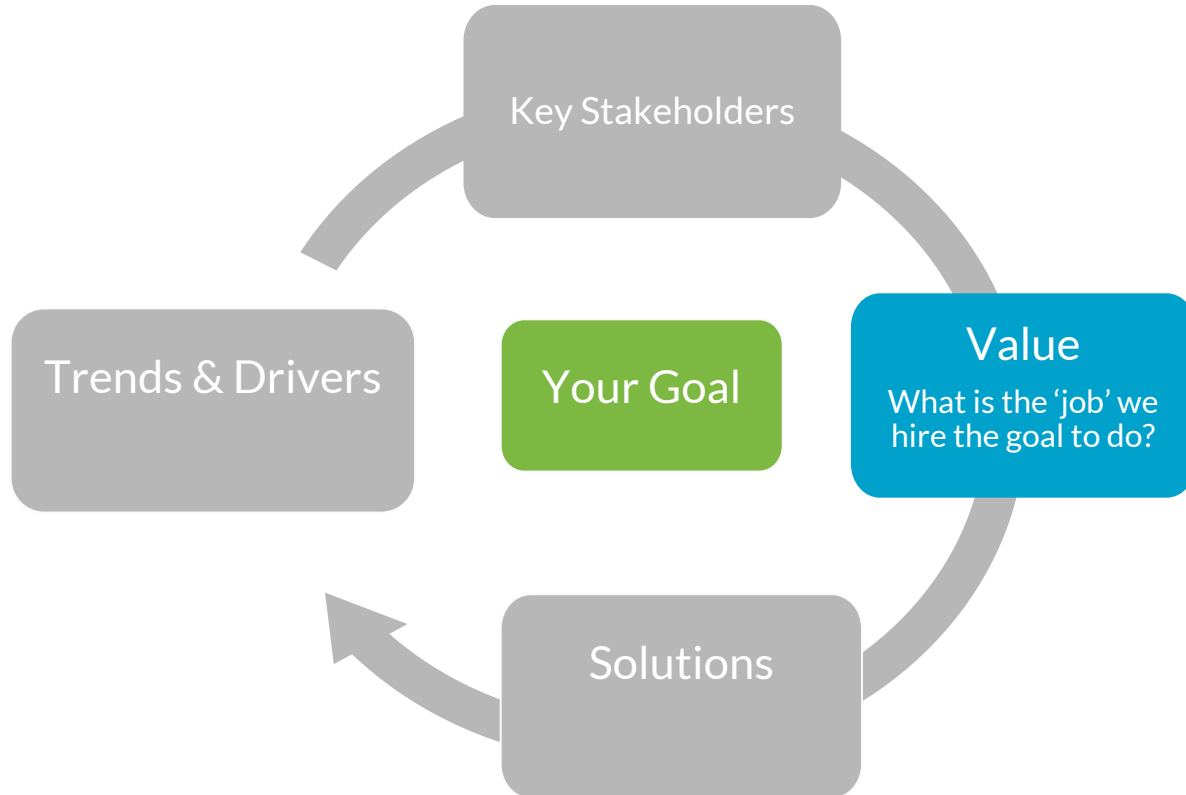 Key Stakeholders
Trends & Drivers
Your Goal
Value
What is the ‘job’ we
hire the goal to do?
Solutions